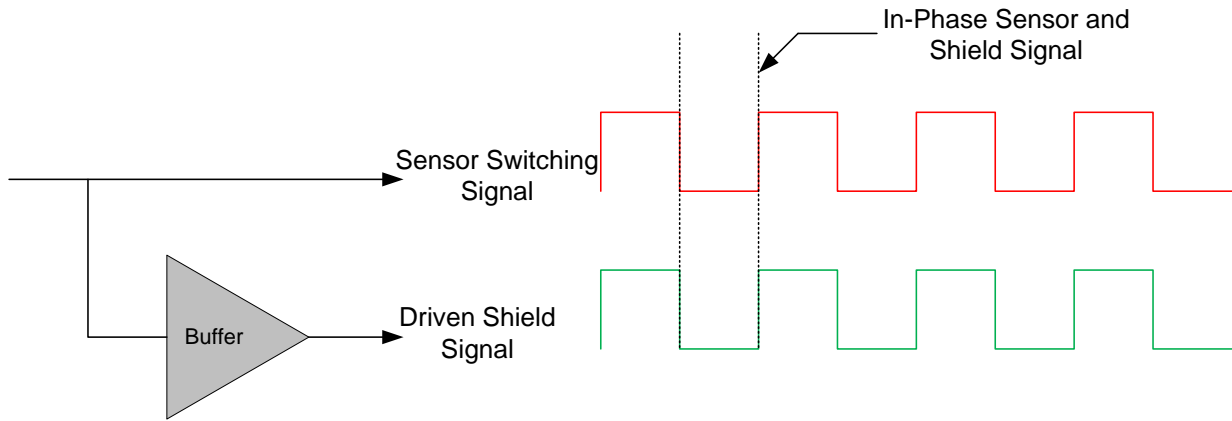 In-Phase Sensor and
Shield Signal
Sensor Switching
Signal
Buffer
Driven Shield
Signal